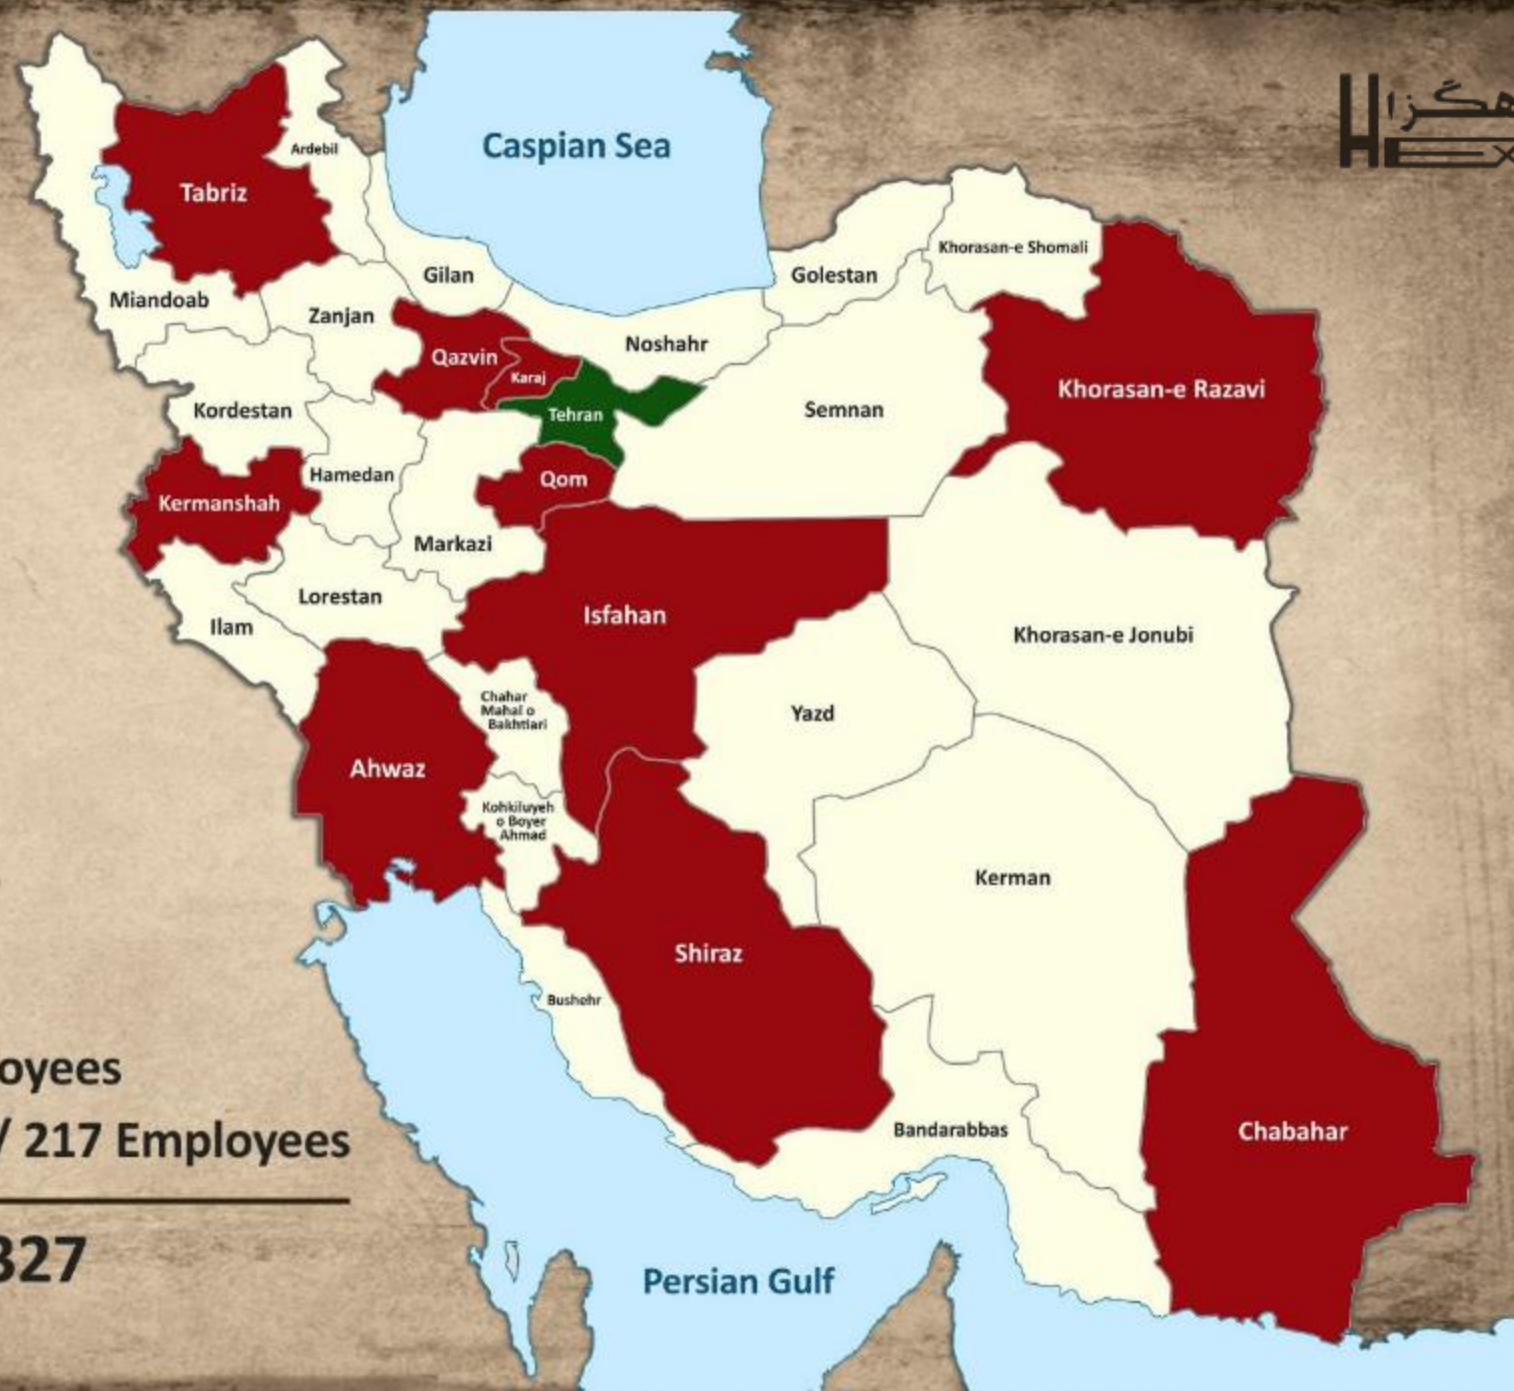 Caspian Sea
هگزا
Ardebil
Tabriz
Khorasan-e Shomali
Gilan
Golestan
Miandoab
Zanjan
Noshahr
Qazvin
Karaj
Khorasan-e Razavi
Kordestan
Tehran
Semnan
Hamedan
Qom
Kermanshah
Markazi
Lorestan
Isfahan
Ilam
Khorasan-e Jonubi
Chahar
Mahal o
Bakhtiari
Yazd
Ahwaz
Kohkiluyeh
o Boyer
Ahmad
Kerman
Shiraz
Bushehr
oyees
Bandarabbas
Chabahar
/ 217 Employees
327
Persian Gulf